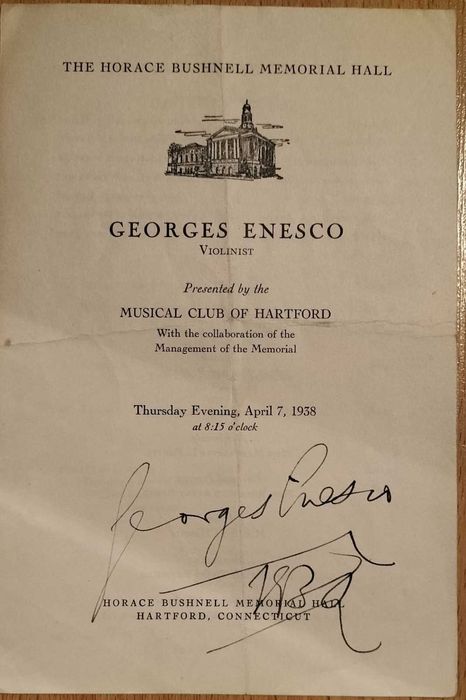 THE HORACE BUSHNELL MEMORIAL HALL
GEORGES ENESCO
VIOLINIST
Presented by the
MUSICAL CLUB OF HARTFORD
With the collaboration of the
Management of the Memorial
Thursday Evening, April 7, 1938
at 8:15 o'clock
Georges Enesco
1938
HORACE BUSHNELL MEMORIAL HALL
HARTFORD, CONNECTICUT